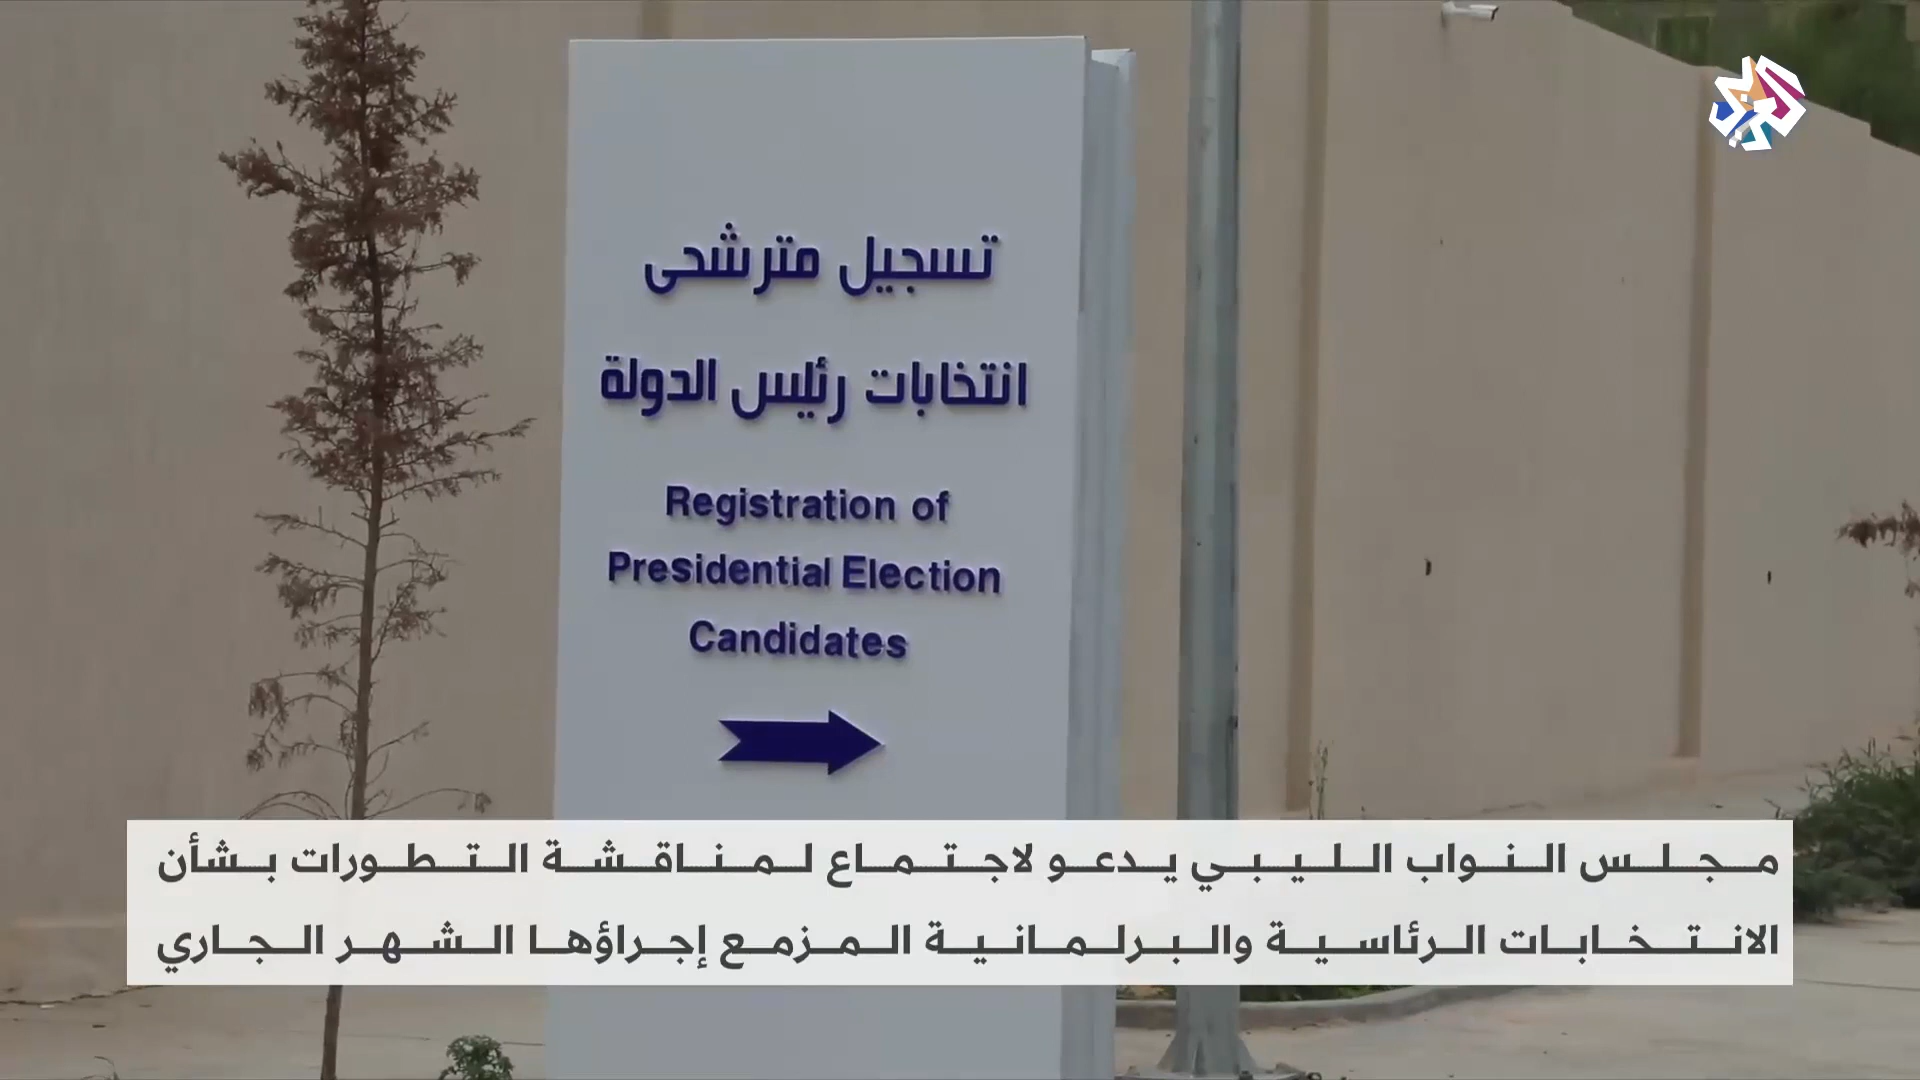 تسجيل مترشحى
انتخابات رئيس الدولة
Registration of
Presidential Election
Candidates
مجلس النواب الليبي يدعو لاجتماع لمناقشة التطورات بشأن
الانتخابات الرئاسية والبرلمانية المزمع إجراؤها الشهر الجاري